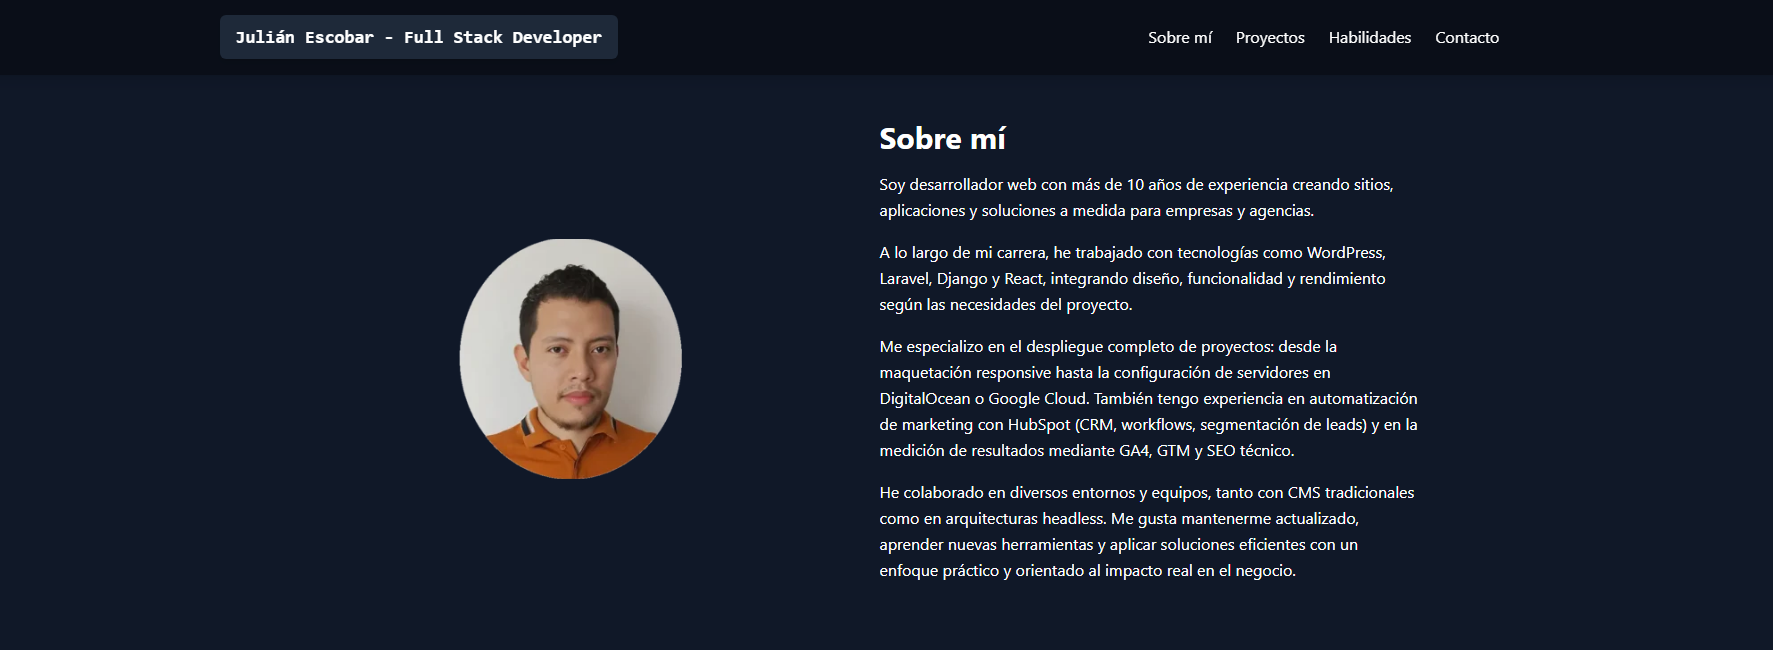 Julián Escobar - Full Stack Developer
Sobre mí
Proyectos
Habilidades
Contacto
Sobre mí
Soy desarrollador web con más de 10 años de experiencia creando sitios,
aplicaciones y soluciones a medida para empresas y agencias.
A lo largo de mi carrera, he trabajado con tecnologías como WordPress,
Laravel, Django y React, integrando diseño, funcionalidad y rendimiento
según las necesidades del proyecto.
Me especializo en el despliegue completo de proyectos: desde la
maquetación responsive hasta la configuración de servidores en
DigitalOcean o Google Cloud. También tengo experiencia en automatización
de marketing con HubSpot (CRM, workflows, segmentación de leads) y en la
medición de resultados mediante GA4, GTM y SEO técnico.
He colaborado en diversos entornos y equipos, tanto con CMS tradicionales
como en arquitecturas headless. Me gusta mantenerme actualizado,
aprender nuevas herramientas y aplicar soluciones eficientes con un
enfoque práctico y orientado al impacto real en el negocio.